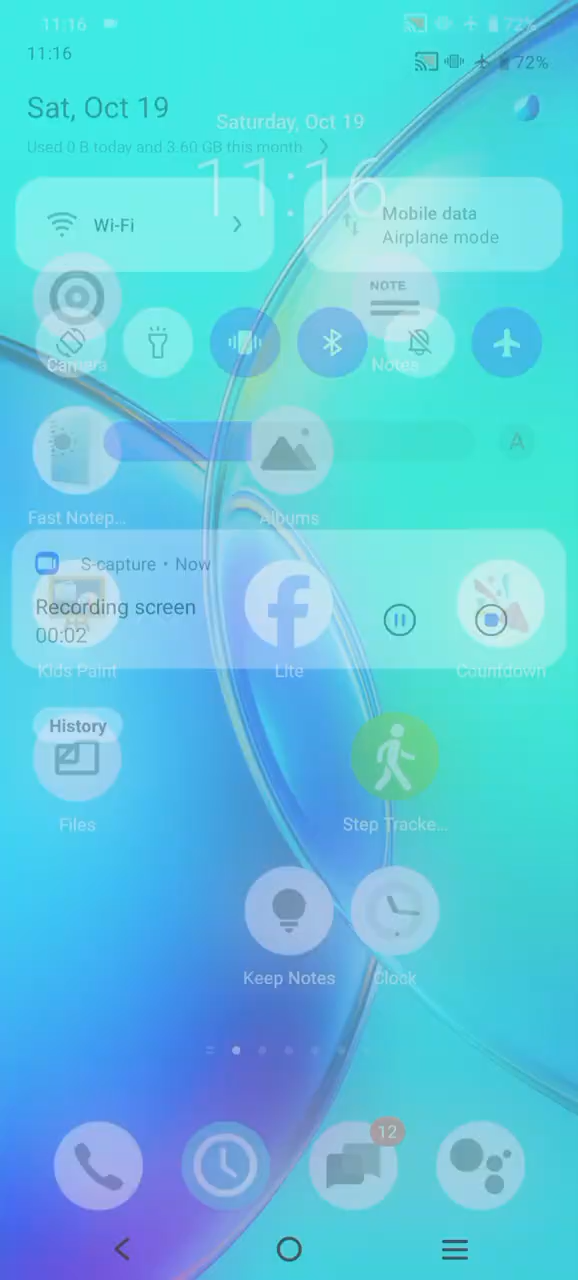 11:16
72%
11:16
72%
Sat, Oct 19
Saturday, Oct 19
Used 0 B today and 3.60 GB this month
11:16
Wi-Fi
Mobile data
Airplane mode
NOTE
Camera
Notes
A
Fast Notep...
Albums
S-capture • Now
Recording screen
00:02
Kids Paint
Lite
Countdown
History
Files
Step Tracke...
Keep Notes
Clock
12